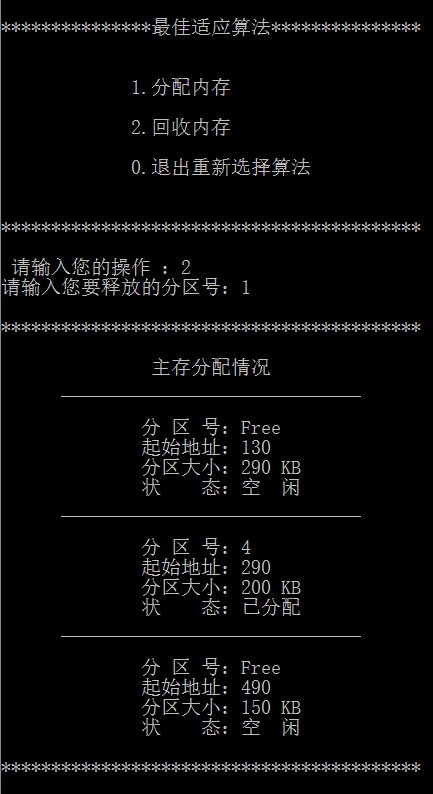 ***************最佳适应算法***************
1.分配内存
2.回收内存
0.退出重新选择算法
******************************************
请输入您的操作 ：2
请输入您要释放的分区号：1
******************************************
主存分配情况
______________________________
分 区 号：Free
起始地址：130
分区大小：290 KB
状　　态：空　闲
______________________________
分 区 号：4
起始地址：290
分区大小：200 KB
状　　态：已分配
______________________________
分 区 号：Free
起始地址：490
分区大小：150 KB
状　　态：空　闲
******************************************